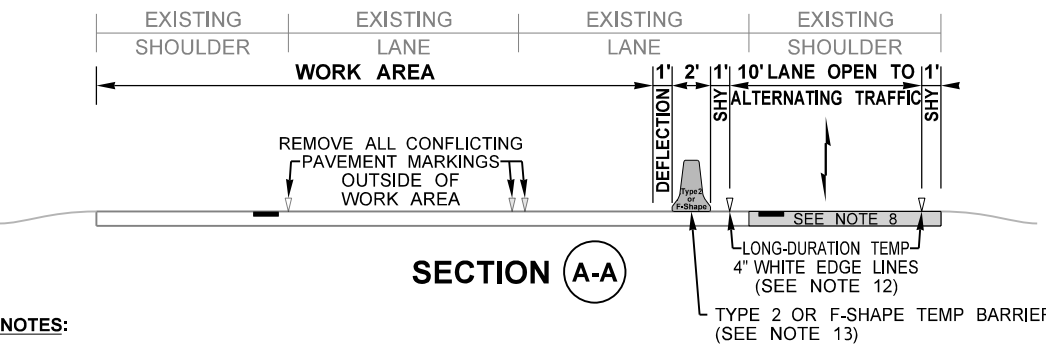 EXISTING EXISTING EXISTING EXISTING
SHOULDER LANE LANE SHOULDER
WORK AREA 1' 2' 1' 10' LANE OPEN TO 1'
ALTERNATING TRAFFIC
DEFLECTION
SHY
SHY
REMOVE ALL CONFLICTING
PAVEMENT MARKINGS
OUTSIDE OF
WORK AREA
Type 2
or
F-Shape
SEE NOTE 8
LONG-DURATION TEMP
4" WHITE EDGE LINES
(SEE NOTE 12)
SECTION A-A
TYPE 2 OR F-SHAPE TEMP BARRIER
(SEE NOTE 13)
NOTES: